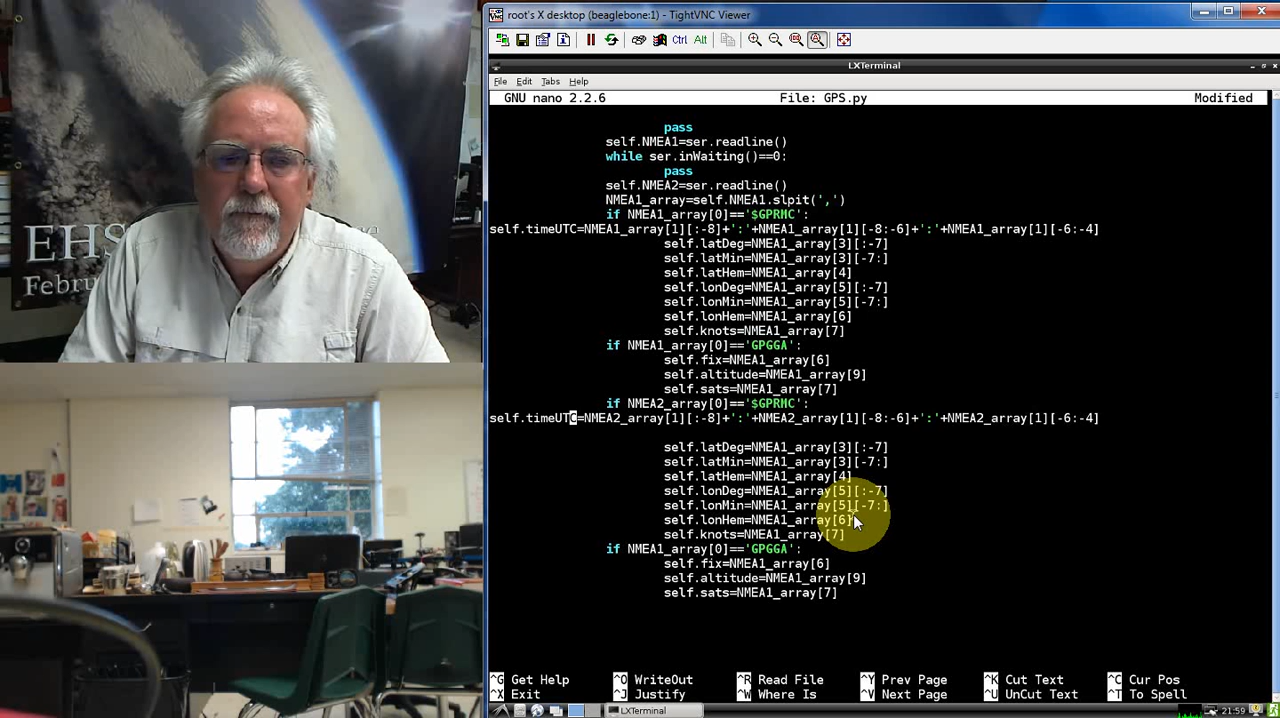 EHS
Febru
root's X desktop (beaglebone:1) - TightVNC Viewer
Ctrl Alt
LXTerminal
File Edit Tabs Help
GNU nano 2.2.6 File: GPS.py Modified
pass
self.NMEA1=ser.readline()
while ser.inWaiting()==0:
pass
self.NMEA2=ser.readline()
NMEA1_array=self.NMEA1.slpit(',')
if NMEA1_array[0]=='$GPRMC':
self.timeUTC=NMEA1_array[1][:-8]+':'+NMEA1_array[1][-8:-6]+':'+NMEA1_array[1][-6:-4]
self.latDeg=NMEA1_array[3][:-7]
self.latMin=NMEA1_array[3][-7:]
self.latHem=NMEA1_array[4]
self.lonDeg=NMEA1_array[5][:-7]
self.lonMin=NMEA1_array[5][-7:]
self.lonHem=NMEA1_array[6]
self.knots=NMEA1_array[7]
if NMEA1_array[0]=='GPGGA':
self.fix=NMEA1_array[6]
self.altitude=NMEA1_array[9]
self.sats=NMEA1_array[7]
if NMEA2_array[0]=='$GPRMC':
self.timeUTC=NMEA2_array[1][:-8]+':'+NMEA2_array[1][-8:-6]+':'+NMEA2_array[1][-6:-4]
self.latDeg=NMEA1_array[3][:-7]
self.latMin=NMEA1_array[3][-7:]
self.latHem=NMEA1_array[4]
self.lonDeg=NMEA1_array[5][:-7]
self.lonMin=NMEA1_array[5][-7:]
self.lonHem=NMEA1_array[6]
self.knots=NMEA1_array[7]
if NMEA1_array[0]=='GPGGA':
self.fix=NMEA1_array[6]
self.altitude=NMEA1_array[9]
self.sats=NMEA1_array[7]
^G Get Help ^O WriteOut ^R Read File ^Y Prev Page ^K Cut Text ^C Cur Pos
^X Exit ^J Justify ^W Where Is ^V Next Page ^U UnCut Text ^T To Spell
LXTerminal 21:59